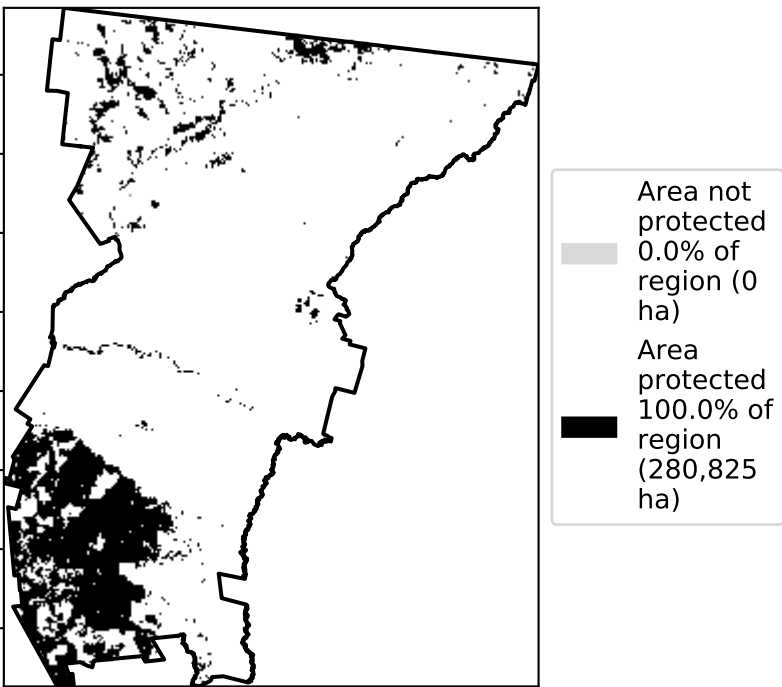 Area not
protected
0.0% of
region (0
ha)
Area
protected
100.0% of
region
(280,825
ha)